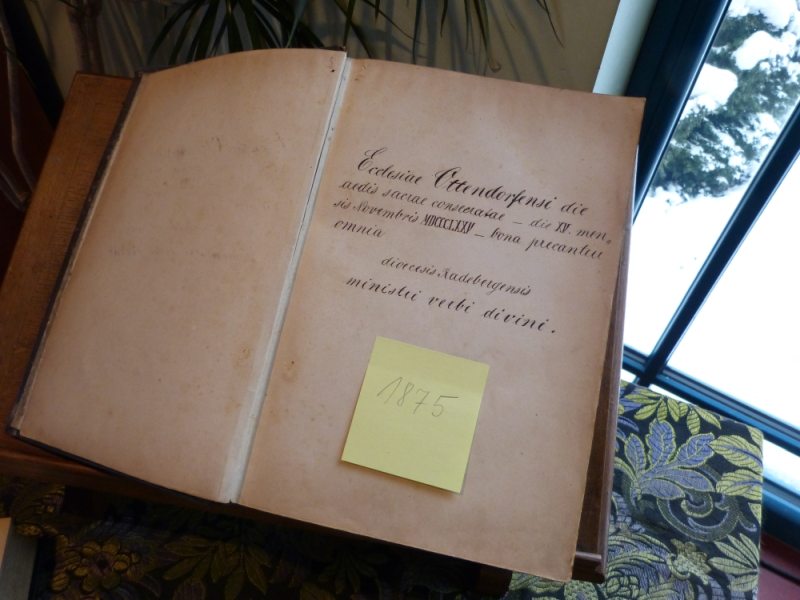 Ecclesiae Ottendorfensi die
aedis sacrae consecratae – die XV. men„
sis Novembris MDCCCLXXV – bona precantur
omnia
dioecesis Radebergensis
ministri verbi divini.
1875